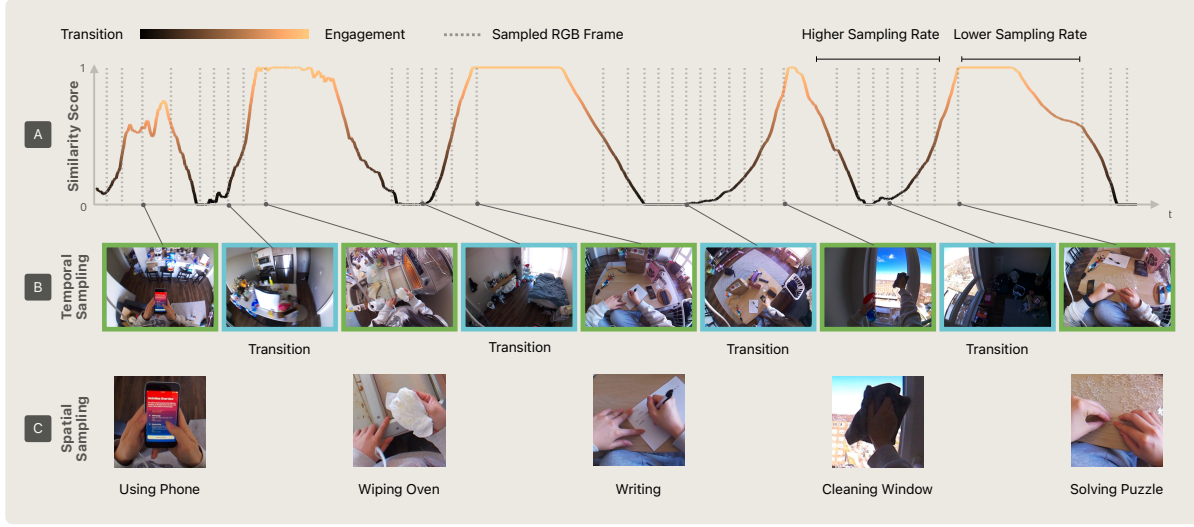 Transition
Engagement
Sampled RGB Frame
Higher Sampling Rate
Lower Sampling Rate
1
A
Similarity Score
0
t
B
Temporal
Sampling
Transition
Transition
Transition
Transition
C
Spatial
Sampling
Using Phone
Wiping Oven
Writing
Cleaning Window
Solving Puzzle